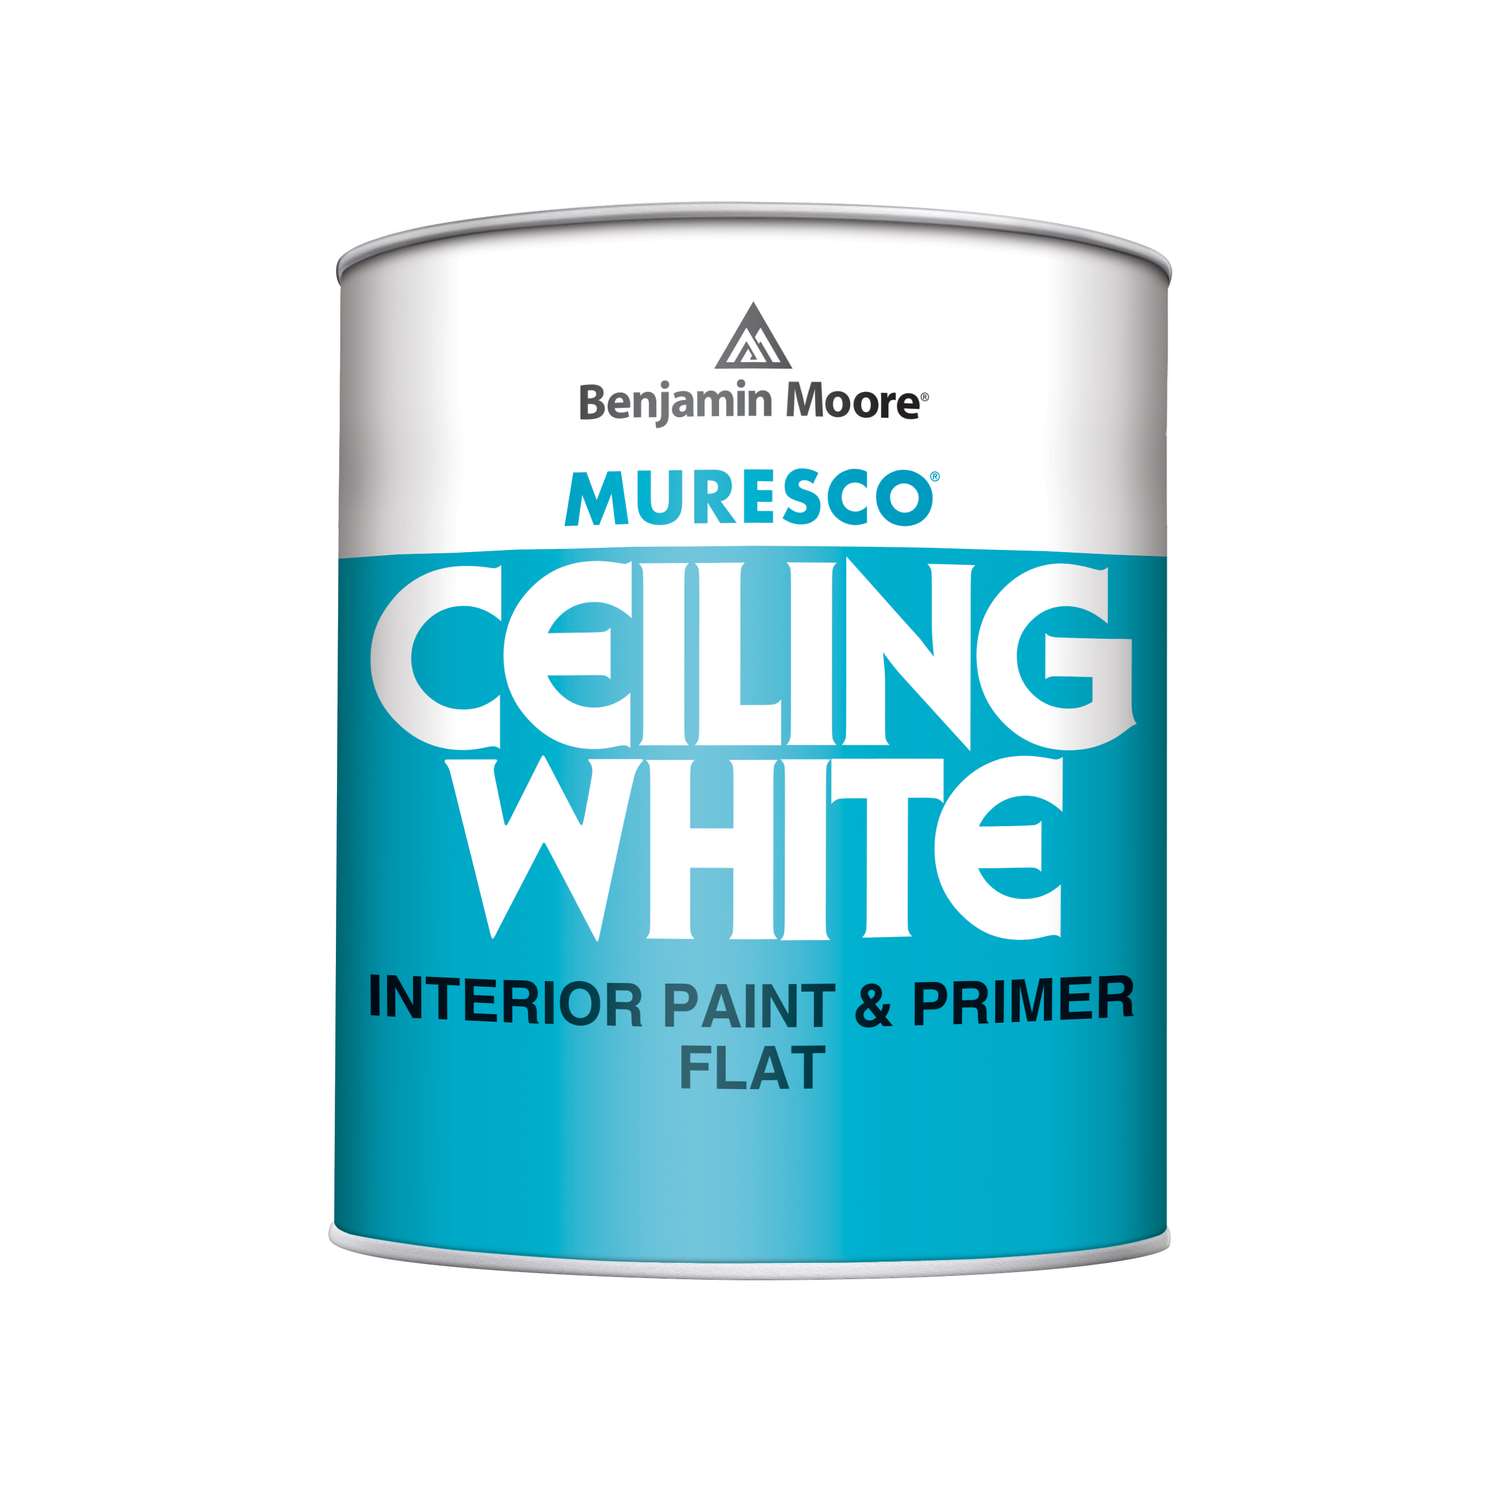 Benjamin Moore®
MURESCO®
CEILING
WHITE
INTERIOR PAINT & PRIMER
FLAT